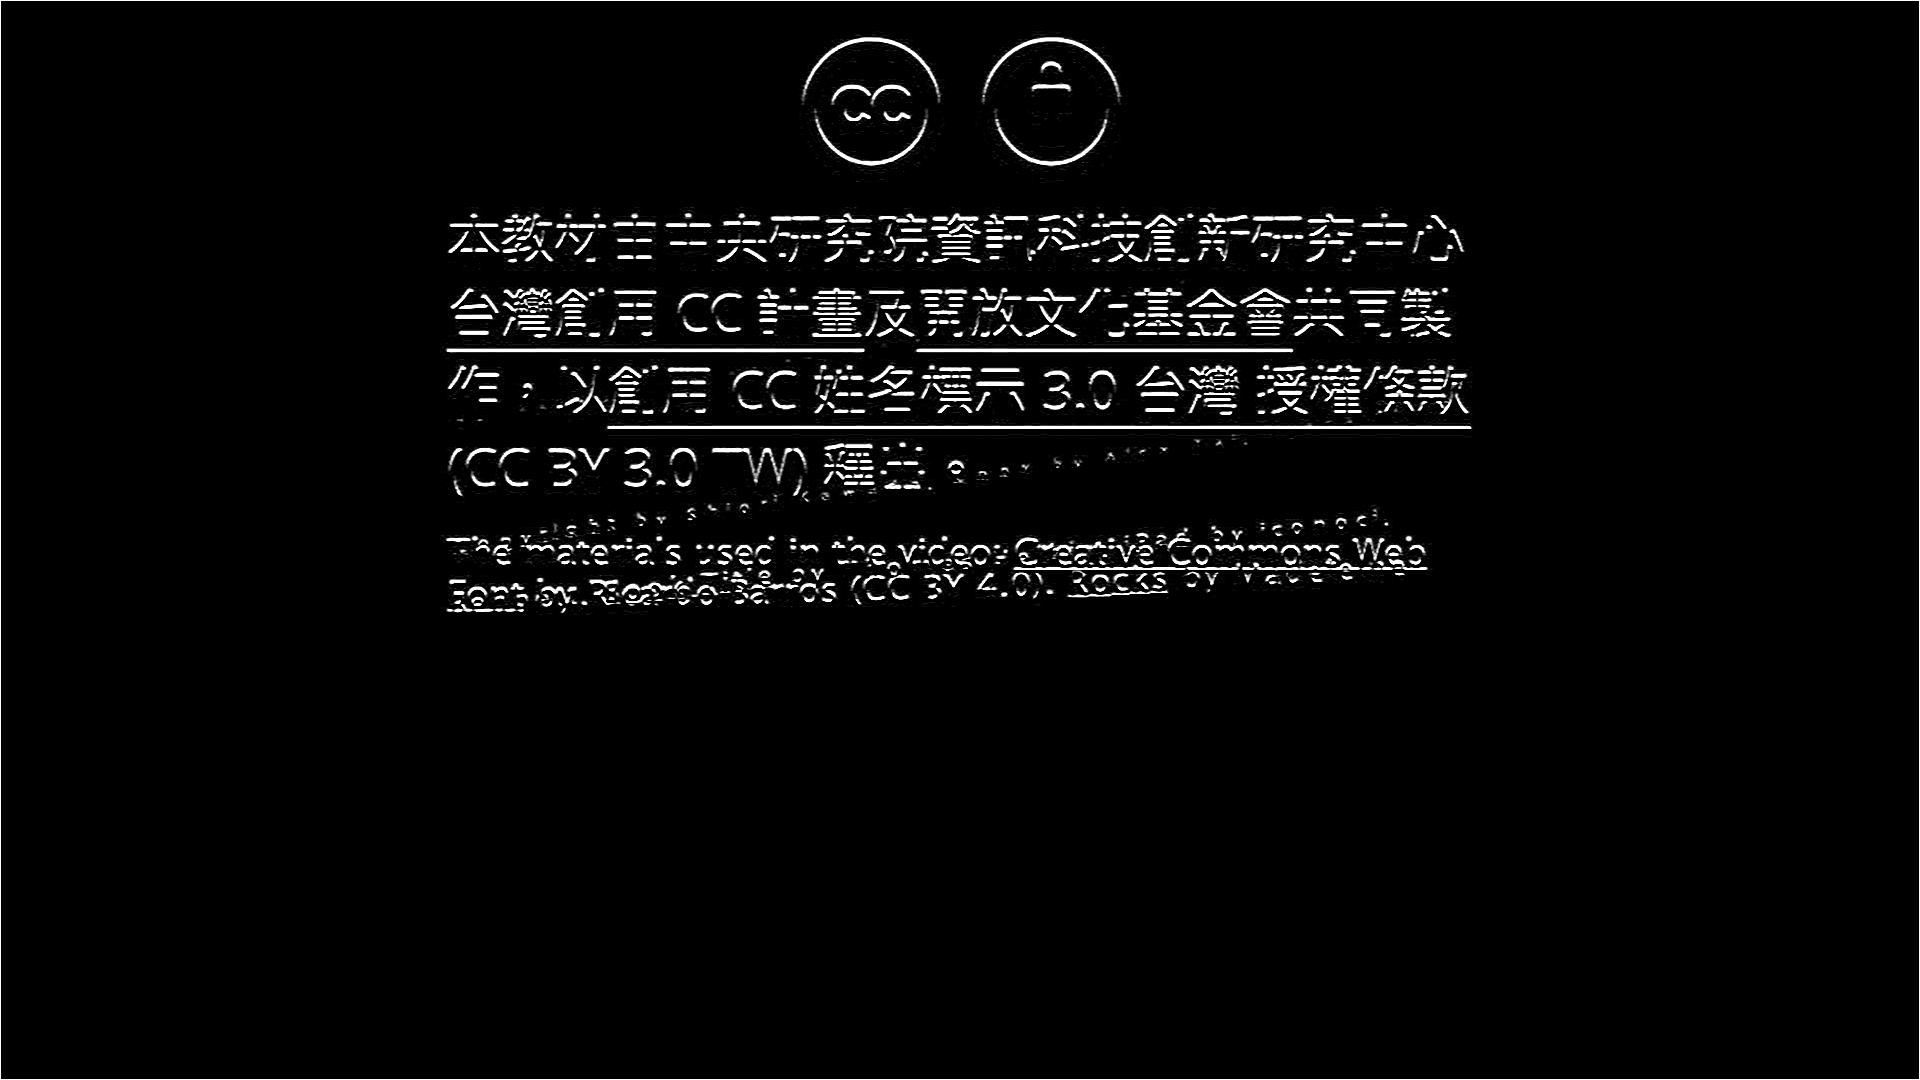 本教材由中央研究院資訊科技創新研究中心
台灣創用 CC 計畫及開放文化基金會共同製
作，以創用 CC 姓名標示 3.0 台灣 授權條款
(CC BY 3.0 TW) 釋出。
The materials used in the video: Creative Commons Web
Font by Ricardo Barros (CC BY 4.0). Rocks by